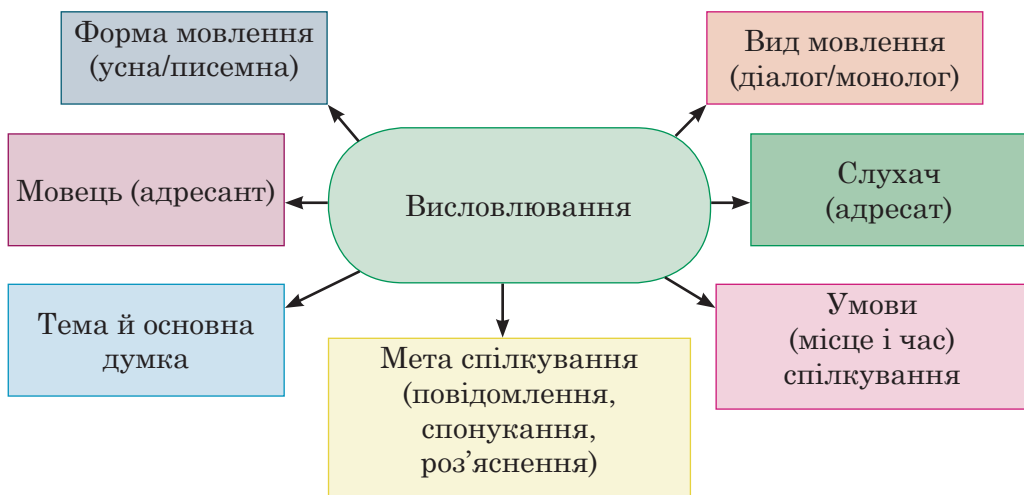 Форма мовлення
(усна/писемна)
Вид мовлення
(діалог/монолог)
Мовець (адресант)
Висловлювання
Слухач
(адресат)
Тема й основна
думка
Мета спілкування
(повідомлення,
спонукання,
роз’яснення)
Умови
(місце і час)
спілкування